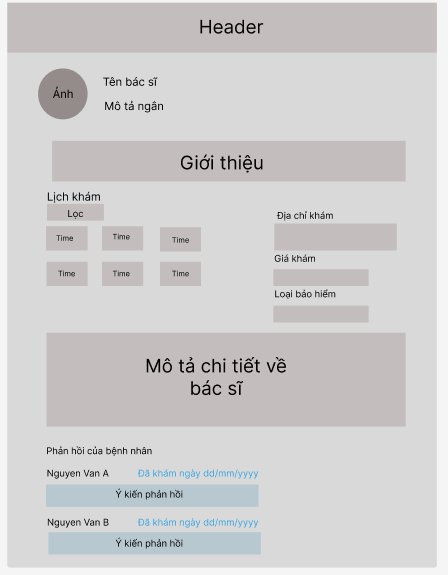 Header
Ảnh
Tên bác sĩ
Mô tả ngắn
Giới thiệu
Lịch khám
Lọc
Time
Time
Time
Time
Time
Time
Địa chỉ khám
Giá khám
Loại bảo hiểm
Mô tả chi tiết về
bác sĩ
Phản hồi của bệnh nhân
Nguyen Van A Đã khám ngày dd/mm/yyyy
Ý kiến phản hồi
Nguyen Van B Đã khám ngày dd/mm/yyyy
Ý kiến phản hồi